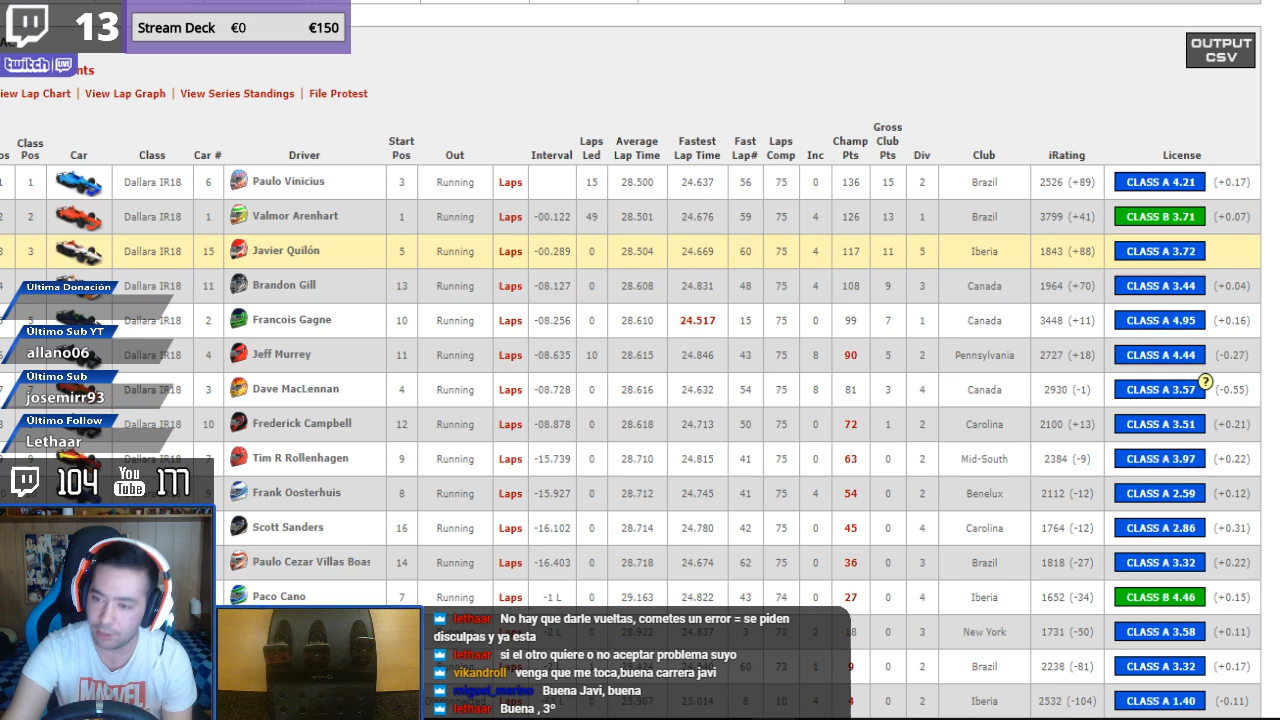 13
Stream Deck €0 €150
OUTPUT CSV
twitch LIVE
nts
iew Lap Chart | View Lap Graph | View Series Standings | File Protest
os Class Pos Car Class Car # Driver Start Pos Out Interval Laps Led Average Lap Time Fastest Lap Time Fast Lap# Laps Comp Inc Champ Pts Gross Club Pts Div Club iRating License
1 1 Dallara IR18 6 Paulo Vinicius 3 Running Laps 15 28.500 24.637 56 75 0 136 15 2 Brazil 2526 (+89) CLASS A 4.21 (+0.17)
2 2 Dallara IR18 1 Valmor Arenhart 1 Running Laps -00.122 49 28.501 24.676 59 75 4 126 13 1 Brazil 3799 (+41) CLASS B 3.71 (+0.07)
3 3 Dallara IR18 15 Javier Quilón 5 Running Laps -00.289 0 28.504 24.669 60 75 4 117 11 5 Iberia 1843 (+88) CLASS A 3.72
Dallara IR18 11 Brandon Gill 13 Running Laps -08.127 0 28.608 24.831 48 75 4 108 9 3 Canada 1964 (+70) CLASS A 3.44 (+0.04)
Última Donación
IR18 2 Francois Gagne 10 Running Laps -08.256 0 28.610 24.517 15 75 0 99 7 1 Canada 3448 (+11) CLASS A 4.95 (+0.16)
Último Sub YT
allano06
Dallara IR18 4 Jeff Murrey 11 Running Laps -08.635 10 28.615 24.846 43 75 8 90 5 2 Pennsylvania 2727 (+18) CLASS A 4.44 (-0.27)
Último Sub
josemirr93
Dallara IR18 3 Dave MacLennan 4 Running Laps -08.728 0 28.616 24.632 54 75 8 81 3 4 Canada 2930 (-1) CLASS A 3.57 ? (-0.55)
Último Follow
Lethaar
Dallara IR18 10 Frederick Campbell 12 Running Laps -08.878 0 28.618 24.713 50 75 0 72 1 2 Carolina 2100 (+13) CLASS A 3.51 (+0.21)
Tim R Rollenhagen 9 Running Laps -15.739 0 28.710 24.815 41 75 0 63 0 2 Mid-South 2384 (-9) CLASS A 3.97 (+0.22)
104 You Tube 177
Frank Oosterhuis 8 Running Laps -15.927 0 28.712 24.745 41 75 4 54 0 2 Benelux 2112 (-12) CLASS A 2.59 (+0.12)
Scott Sanders 16 Running Laps -16.102 0 28.714 24.780 42 75 0 45 0 4 Carolina 1764 (-12) CLASS A 2.86 (+0.31)
Paulo Cezar Villas Boas 14 Running Laps -16.403 0 28.718 24.674 62 75 0 36 0 3 Brazil 1818 (-27) CLASS A 3.32 (+0.22)
Paco Cano 7 Running Laps -1 L 0 29.163 24.822 43 74 0 27 0 4 Iberia 1652 (-34) CLASS B 4.46 (+0.15)
0 3 New York 1731 (-50) CLASS A 3.58 (+0.11)
0 2 Brazil 2238 (-81) CLASS A 3.32 (+0.17)
0 2 Iberia 2532 (-104) CLASS A 1.40 (-0.11)
lethaar No hay que darle vueltas, cometes un error = se piden
disculpas y ya esta
lethaar si el otro quiere o no aceptar problema suyo
vikandroll venga que me toca,buena carrera javi
miguel_merino Buena Javi, buena
lethaar Buena , 3º
MARVEL